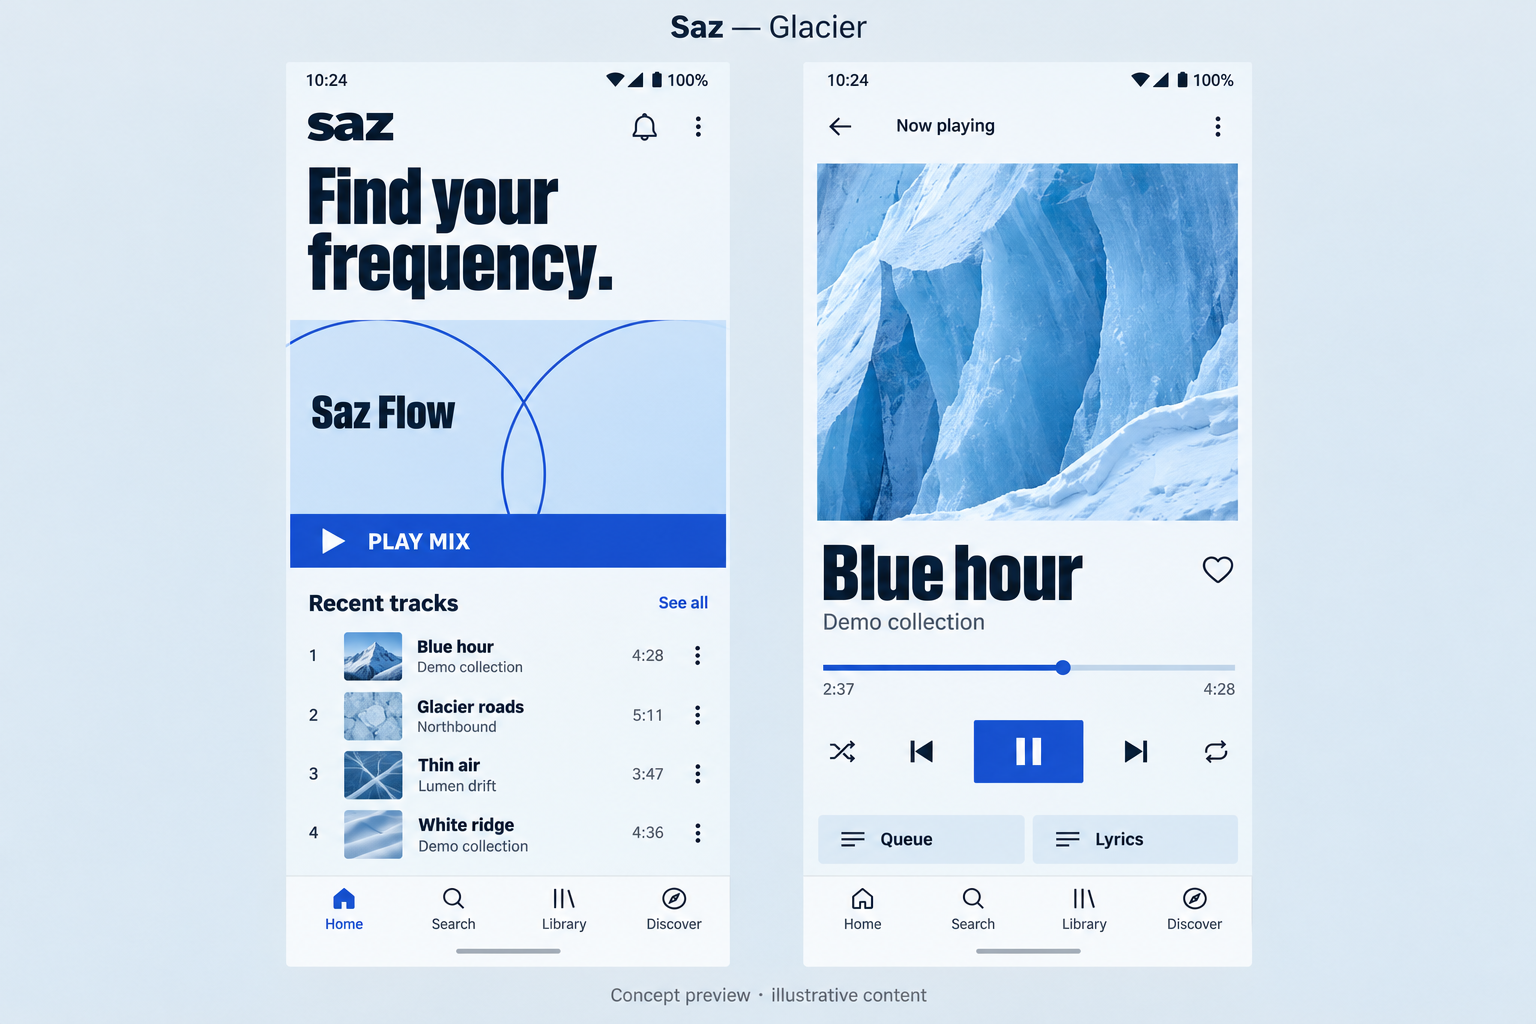 Saz — Glacier
10:24
100%
saz
Find your
frequency.
Saz Flow
PLAY MIX
Recent tracks
See all
1
Blue hour
Demo collection
4:28
2
Glacier roads
Northbound
5:11
3
Thin air
Lumen drift
3:47
4
White ridge
Demo collection
4:36
Home
Search
Library
Discover
10:24
100%
Now playing
Blue hour
Demo collection
2:37
4:28
Queue
Lyrics
Home
Search
Library
Discover
Concept preview · illustrative content